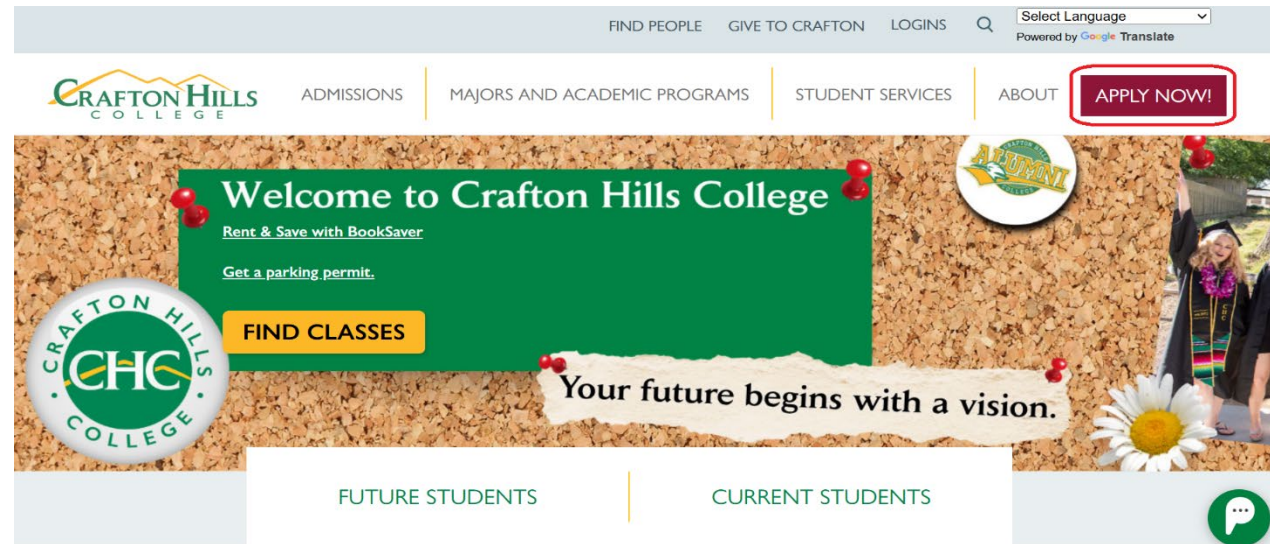 FIND PEOPLE GIVE TO CRAFTON LOGINS Select Language
Powered by Google Translate
CRAFTON HILLS
COLLEGE
ADMISSIONS MAJORS AND ACADEMIC PROGRAMS STUDENT SERVICES ABOUT APPLY NOW!
ALUMNI
Welcome to Crafton Hills College
Rent & Save with BookSaver
Get a parking permit.
FIND CLASSES
CRAFTON HILLS
CHC
COLLEGE
Your future begins with a vision.
FUTURE STUDENTS CURRENT STUDENTS